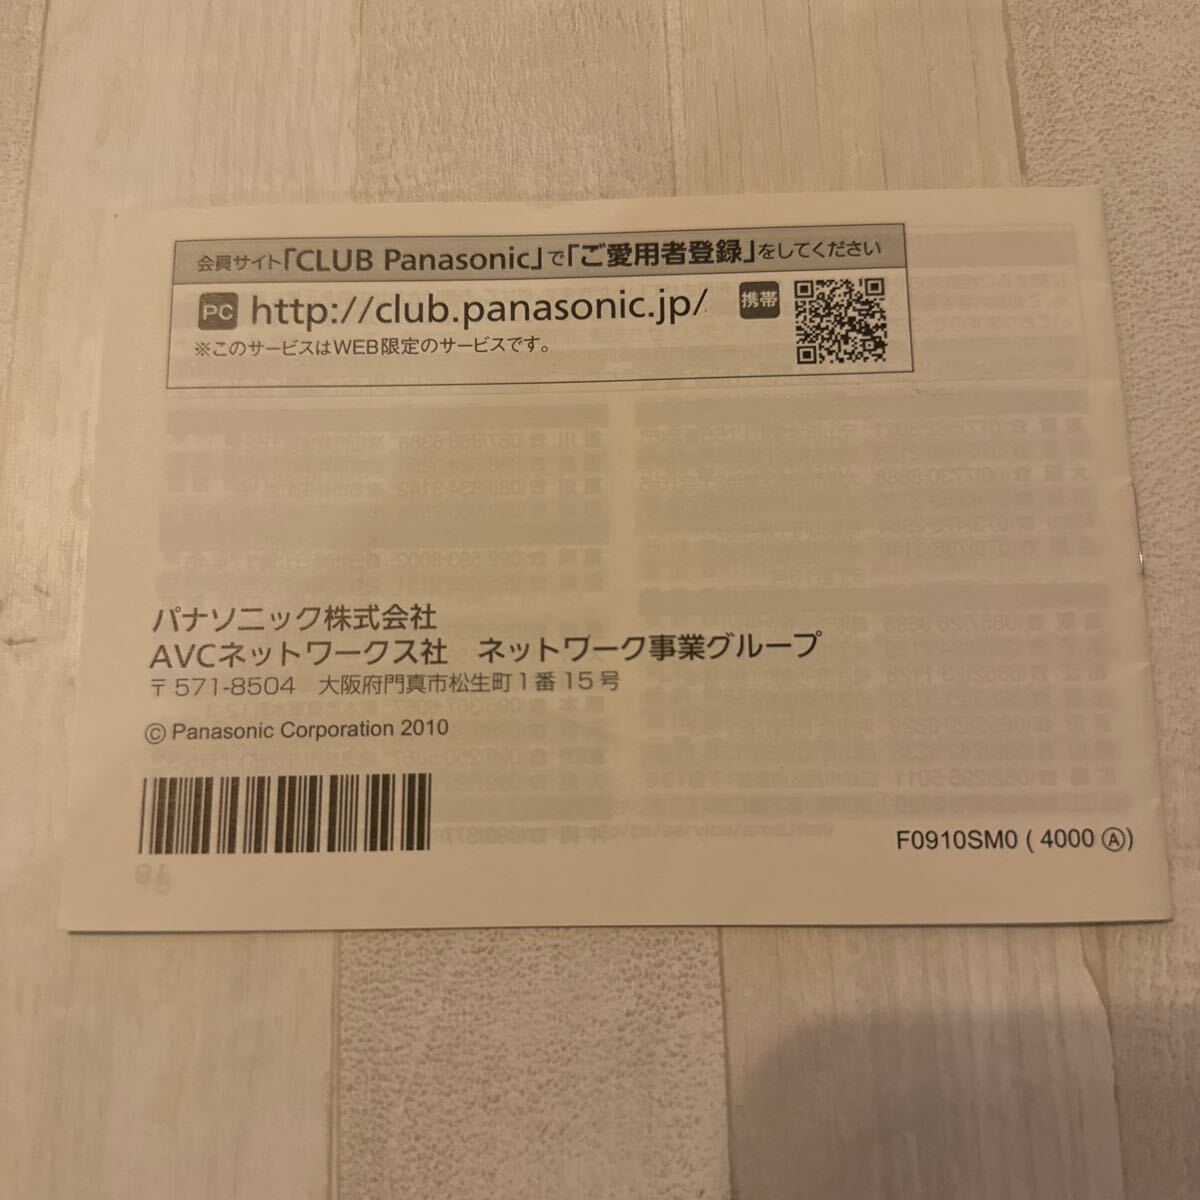 会員サイト「CLUB Panasonic」で「ご愛用者登録」をしてください
PC http://club.panasonic.jp/ 携帯
※このサービスはWEB限定のサービスです。
パナソニック株式会社
AVCネットワークス社 ネットワーク事業グループ
〒571-8504 大阪府門真市松生町1番15号
© Panasonic Corporation 2010
F0910SM0 ( 4000 Ⓐ)